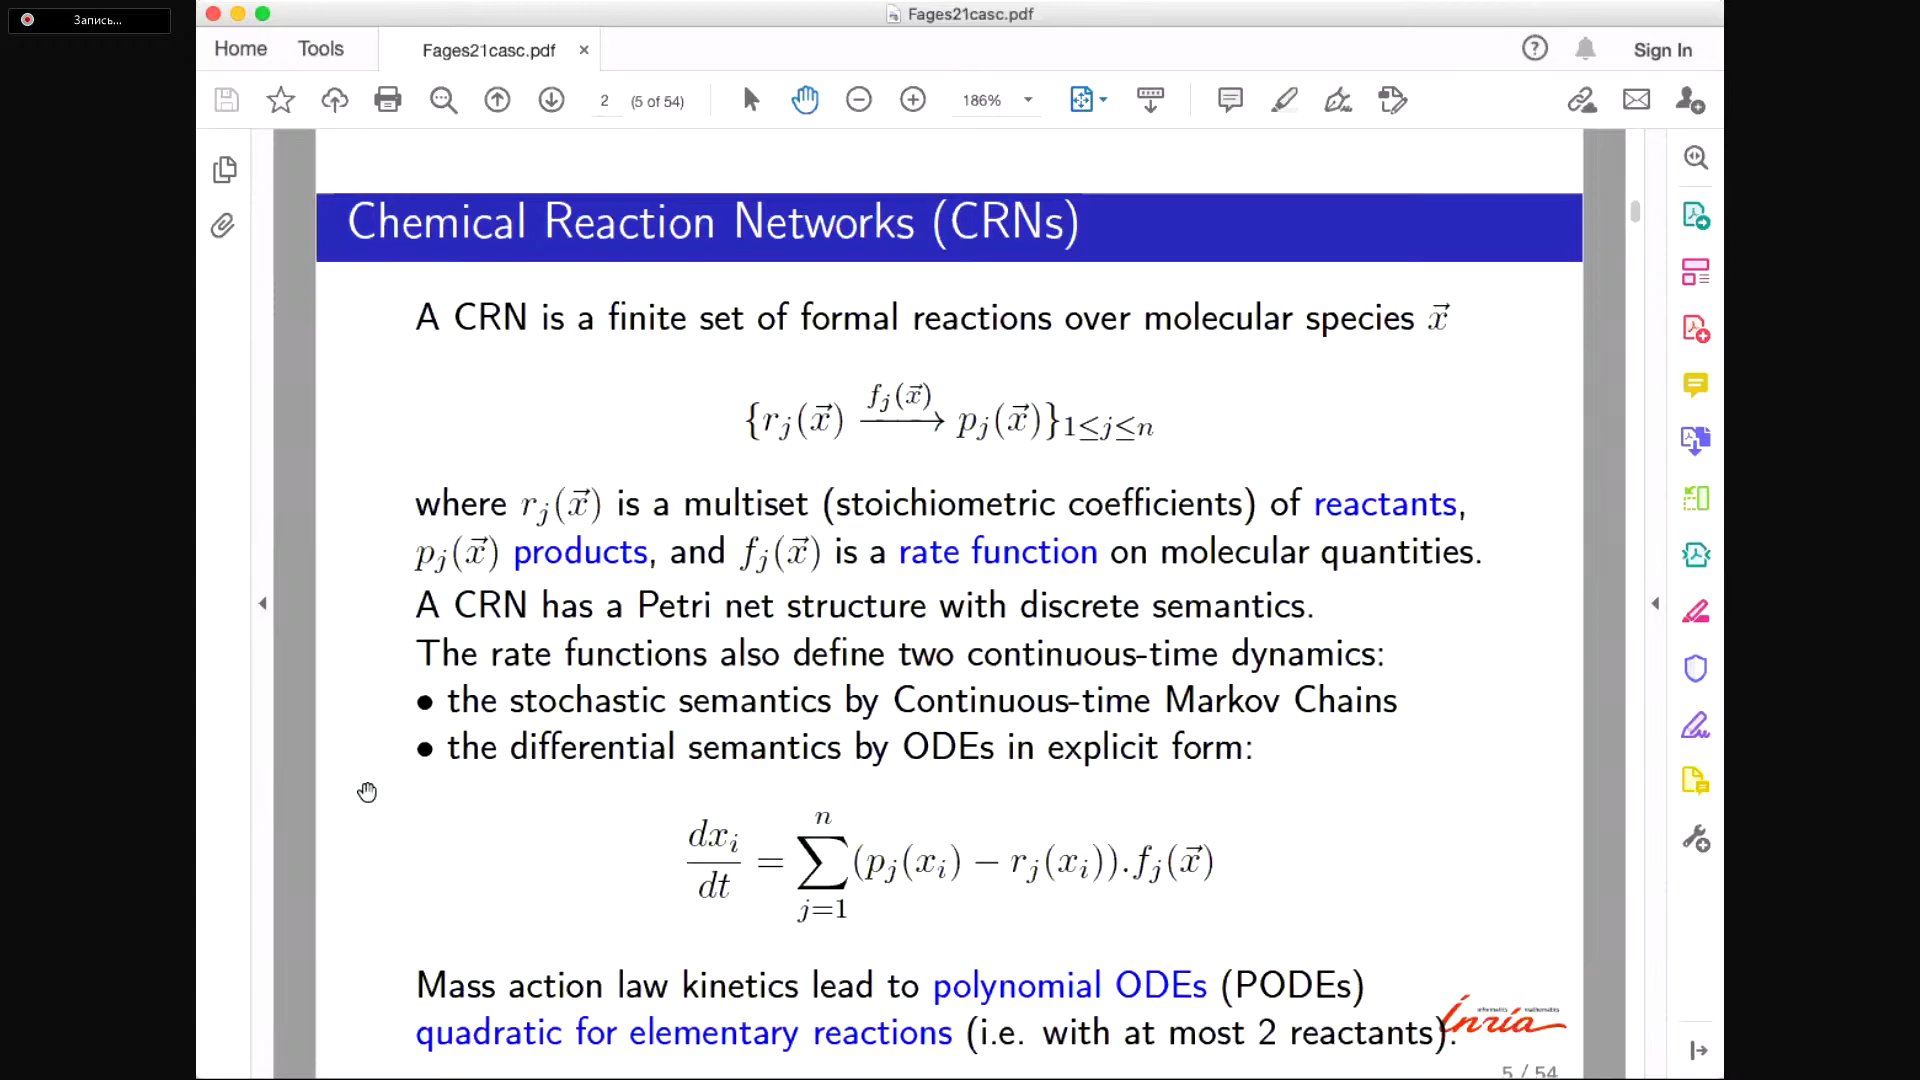 Запись...
Fages21casc.pdf
Home Tools Fages21casc.pdf × Sign In
2 (5 of 54) 186%
Chemical Reaction Networks (CRNs)
A CRN is a finite set of formal reactions over molecular species x⃗
{r_j(x⃗) →^{f_j(x⃗)} p_j(x⃗)}_{1≤j≤n}
where r_j(x⃗) is a multiset (stoichiometric coefficients) of reactants,
p_j(x⃗) products, and f_j(x⃗) is a rate function on molecular quantities.
A CRN has a Petri net structure with discrete semantics.
The rate functions also define two continuous-time dynamics:
• the stochastic semantics by Continuous-time Markov Chains
• the differential semantics by ODEs in explicit form:
dx_i/dt = ∑_{j=1}^{n} (p_j(x_i) − r_j(x_i)).f_j(x⃗)
Mass action law kinetics lead to polynomial ODEs (PODEs)
quadratic for elementary reactions (i.e. with at most 2 reactants).
Inria
5 / 54